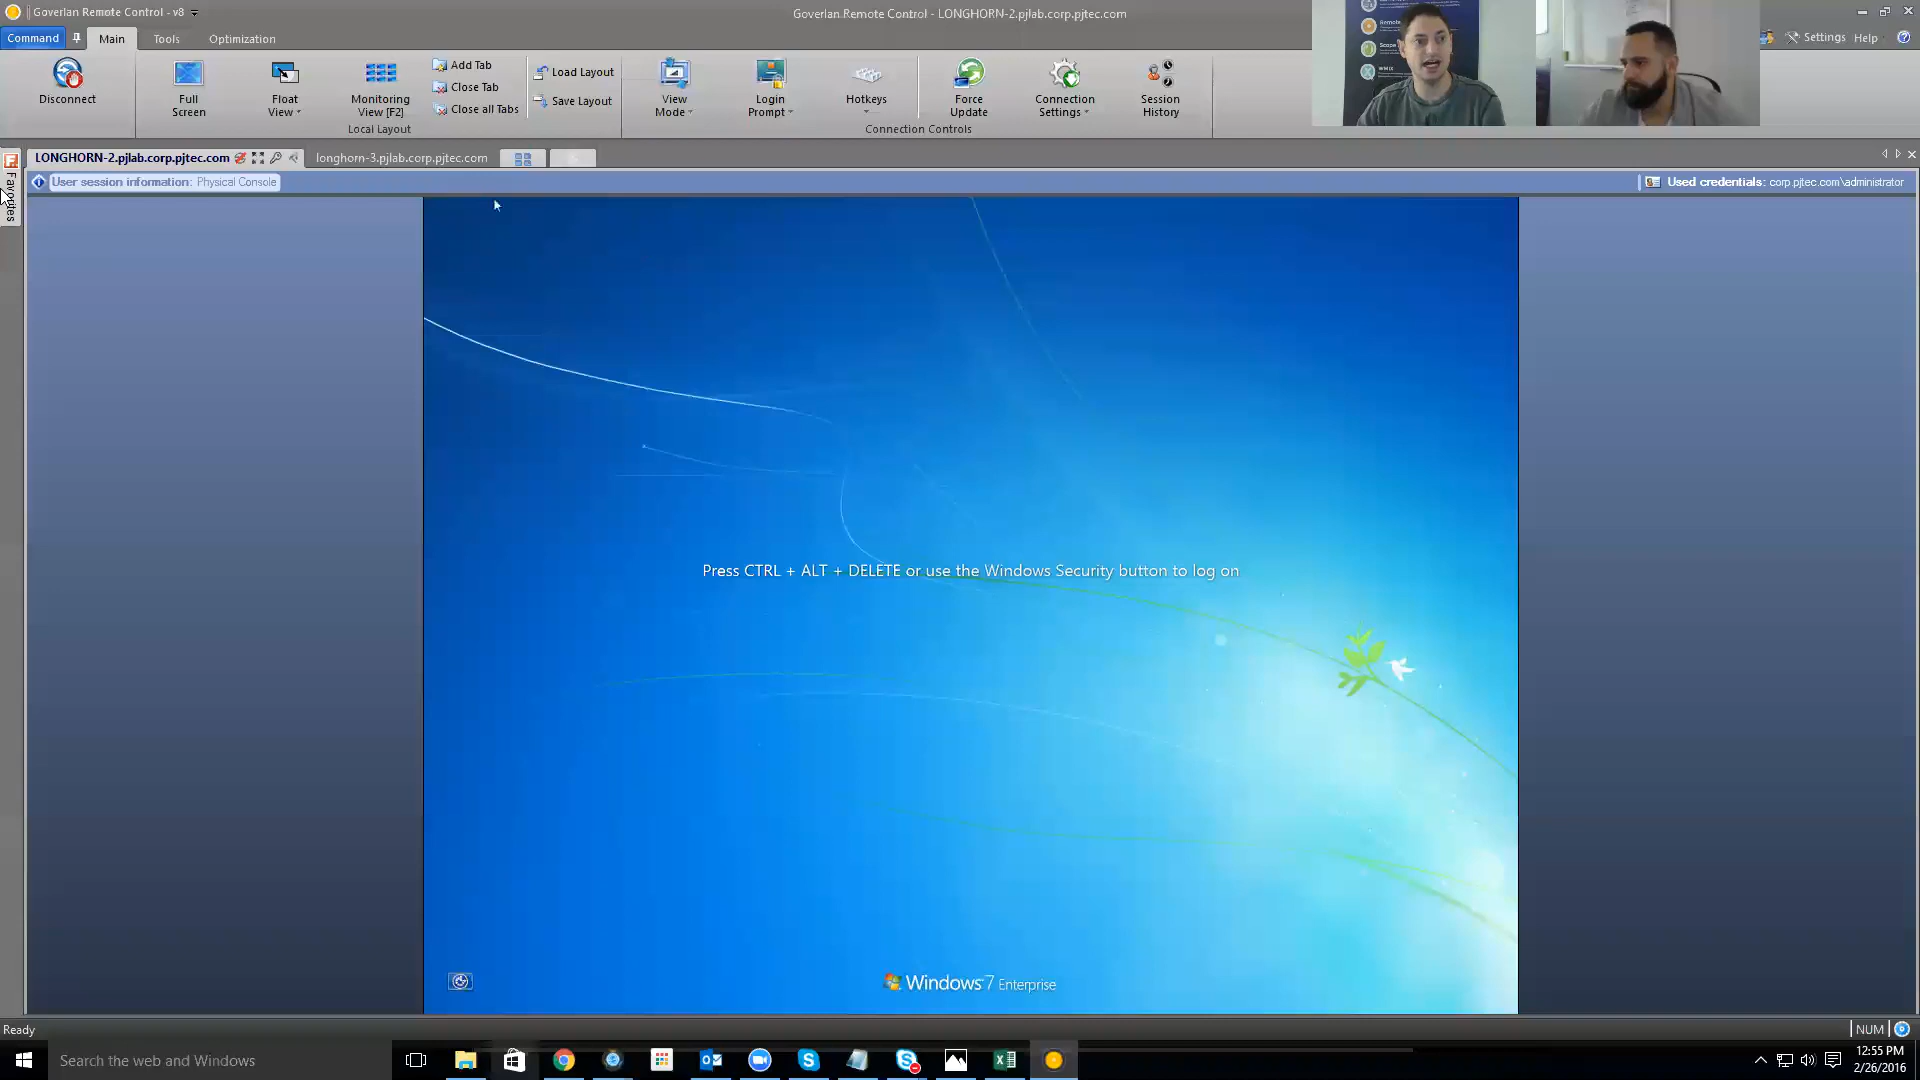 Goverlan Remote Control - v8
Goverlan Remote Control - LONGHORN-2.pjlab.corp.pjtec.com
Command
Main
Tools
Optimization
Settings
Help
Disconnect
Full
Screen
Float
View
Monitoring
View [F2]
Add Tab
Close Tab
Close all Tabs
Load Layout
Save Layout
Local Layout
View
Mode
Login
Prompt
Hotkeys
Force
Update
Connection
Settings
Session
History
Connection Controls
LONGHORN-2.pjlab.corp.pjtec.com
longhorn-3.pjlab.corp.pjtec.com
Favorites
User session information: Physical Console
Used credentials: corp.pjtec.com\administrator
Press CTRL + ALT + DELETE or use the Windows Security button to log on
Windows 7 Enterprise
Ready
NUM
Search the web and Windows
12:55 PM
2/26/2016